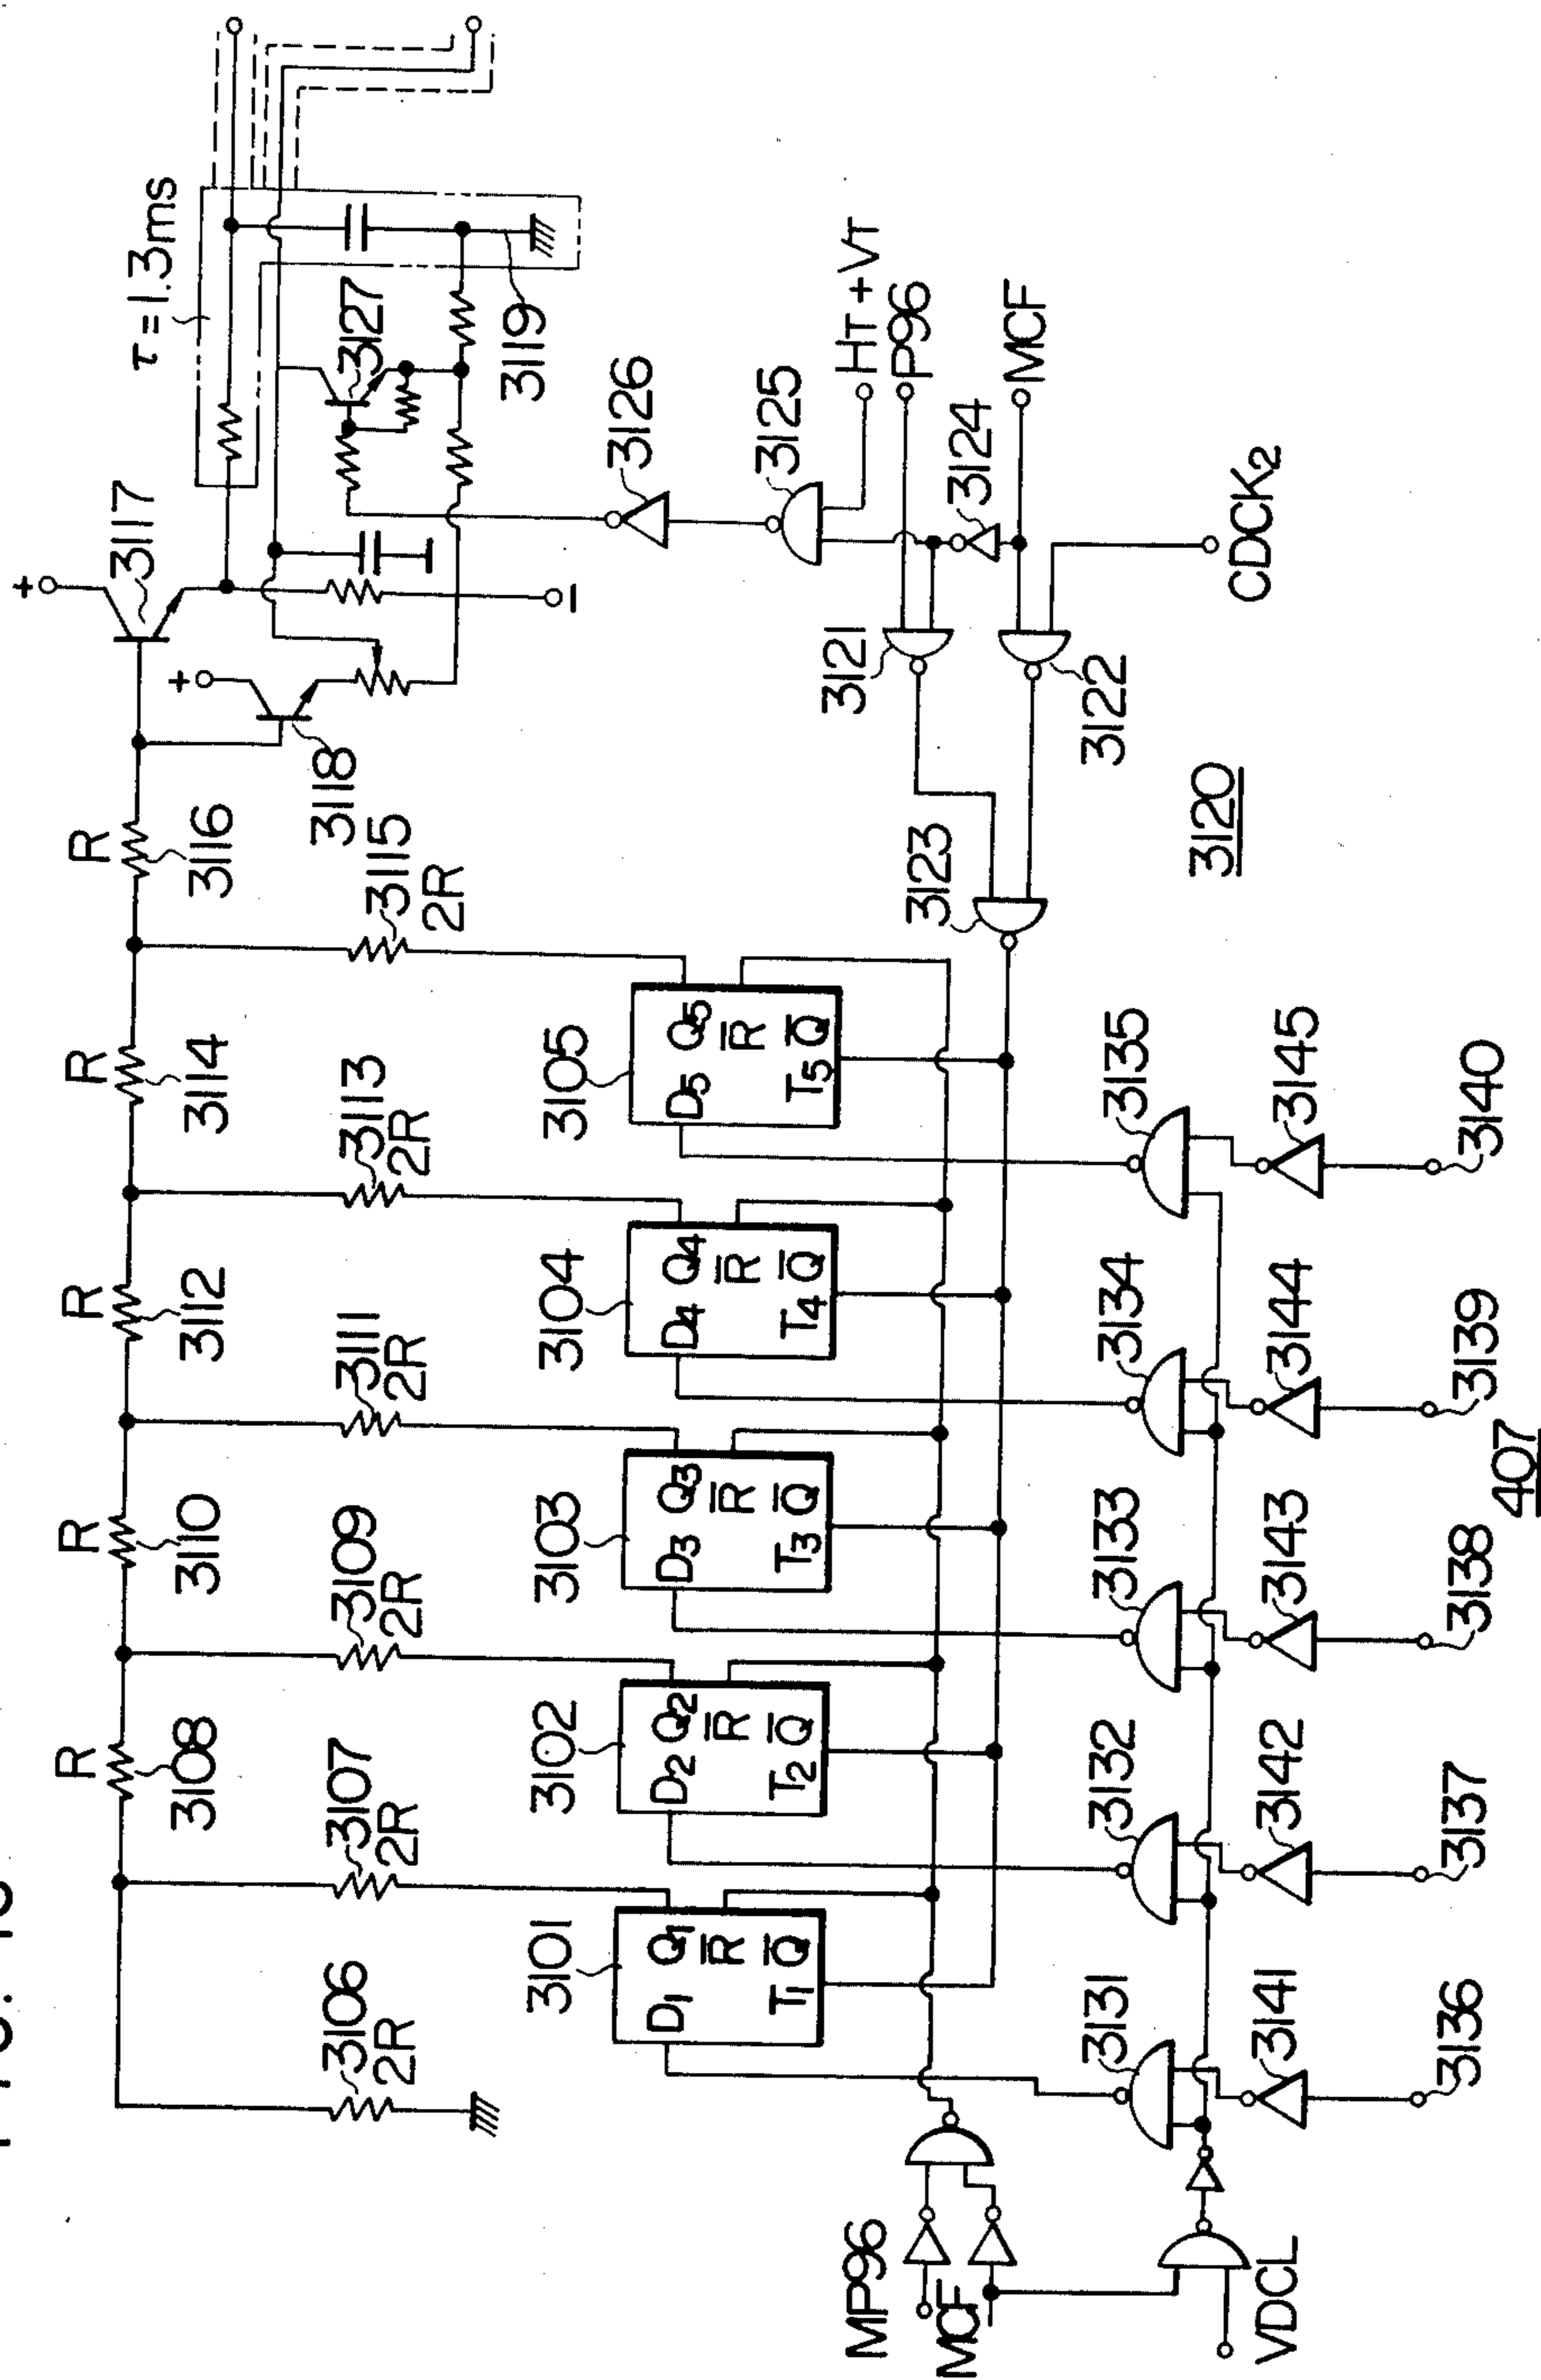 +
3117
τ = 1.3ms
+
R
3116
3118
3127
3119
R
3114
3115
2R
R
3112
3113
2R
R
3110
3111
2R
R
3108
3109
2R
3107
2R
3106
2R
−
3126
3125
HT + VT
P96
3124
MCF
CDCK2
3121
3122
3123
3120
3101
D1 Q1
R̅
T1 Q̅
3102
D2 Q2
R̅
T2 Q̅
3103
D3 Q3
R̅
T3 Q̅
3104
D4 Q4
R̅
T4 Q̅
3105
D5 Q5
R̅
T5 Q̅
MP96
MCF
VDCL
3131
3132
3133
3134
3135
3141
3142
3143
3144
3145
3136
3137
3138
3139
3140
407